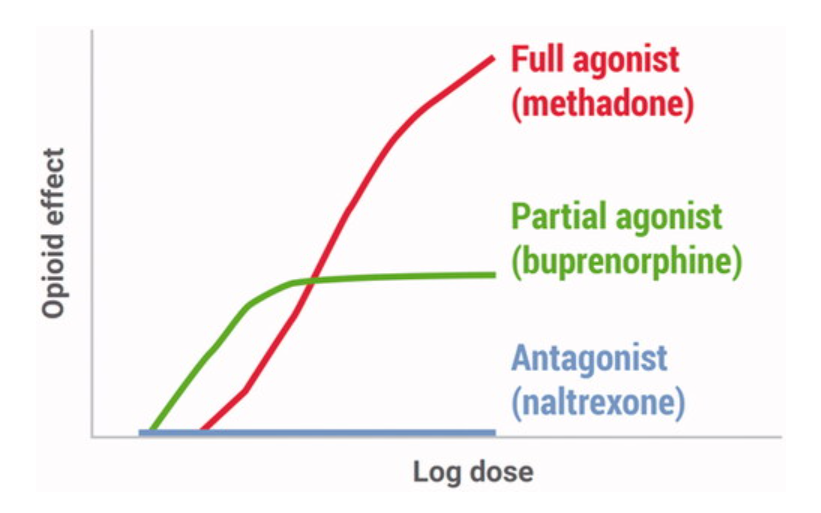 Full agonist
(methadone)
Opioid effect
Partial agonist
(buprenorphine)
Antagonist
(naltrexone)
Log dose